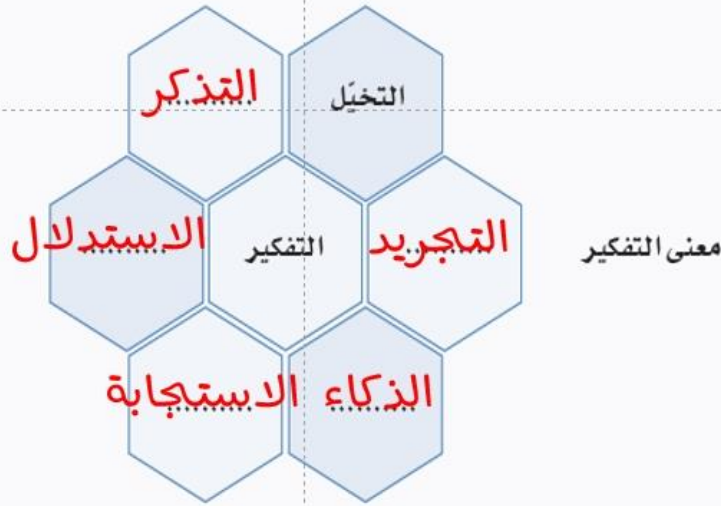 التخيّل
التذكر
معنى التفكير
التجريد
التفكير
الاستدلال
الذكاء
الاستجابة